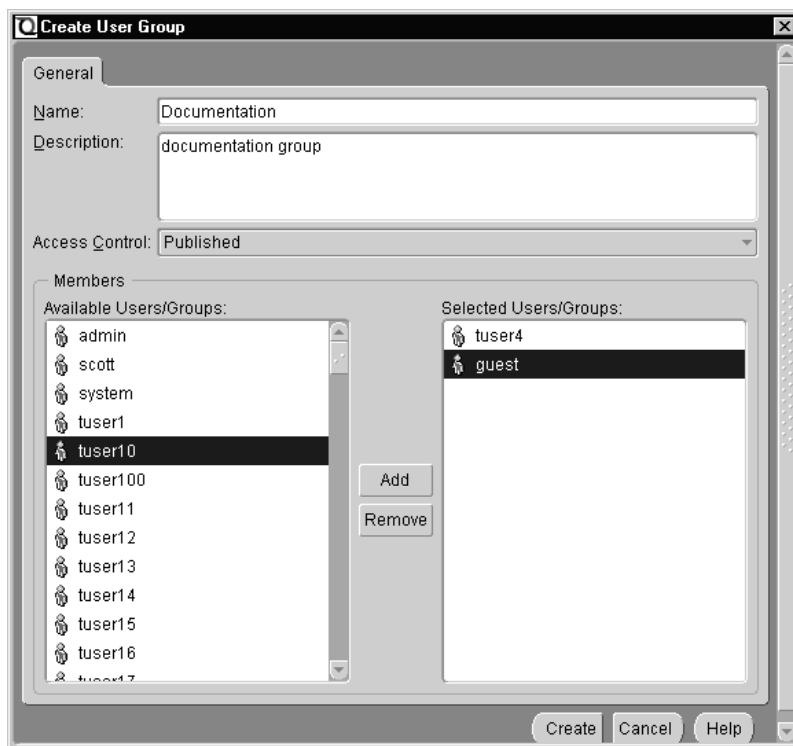 Create User Group
General
Name: Documentation
Description: documentation group
Access Control: Published
Members
Available Users/Groups:
admin
scott
system
tuser1
tuser10
tuser100
tuser11
tuser12
tuser13
tuser14
tuser15
tuser16
tuser17
Add
Remove
Selected Users/Groups:
tuser4
guest
Create Cancel Help